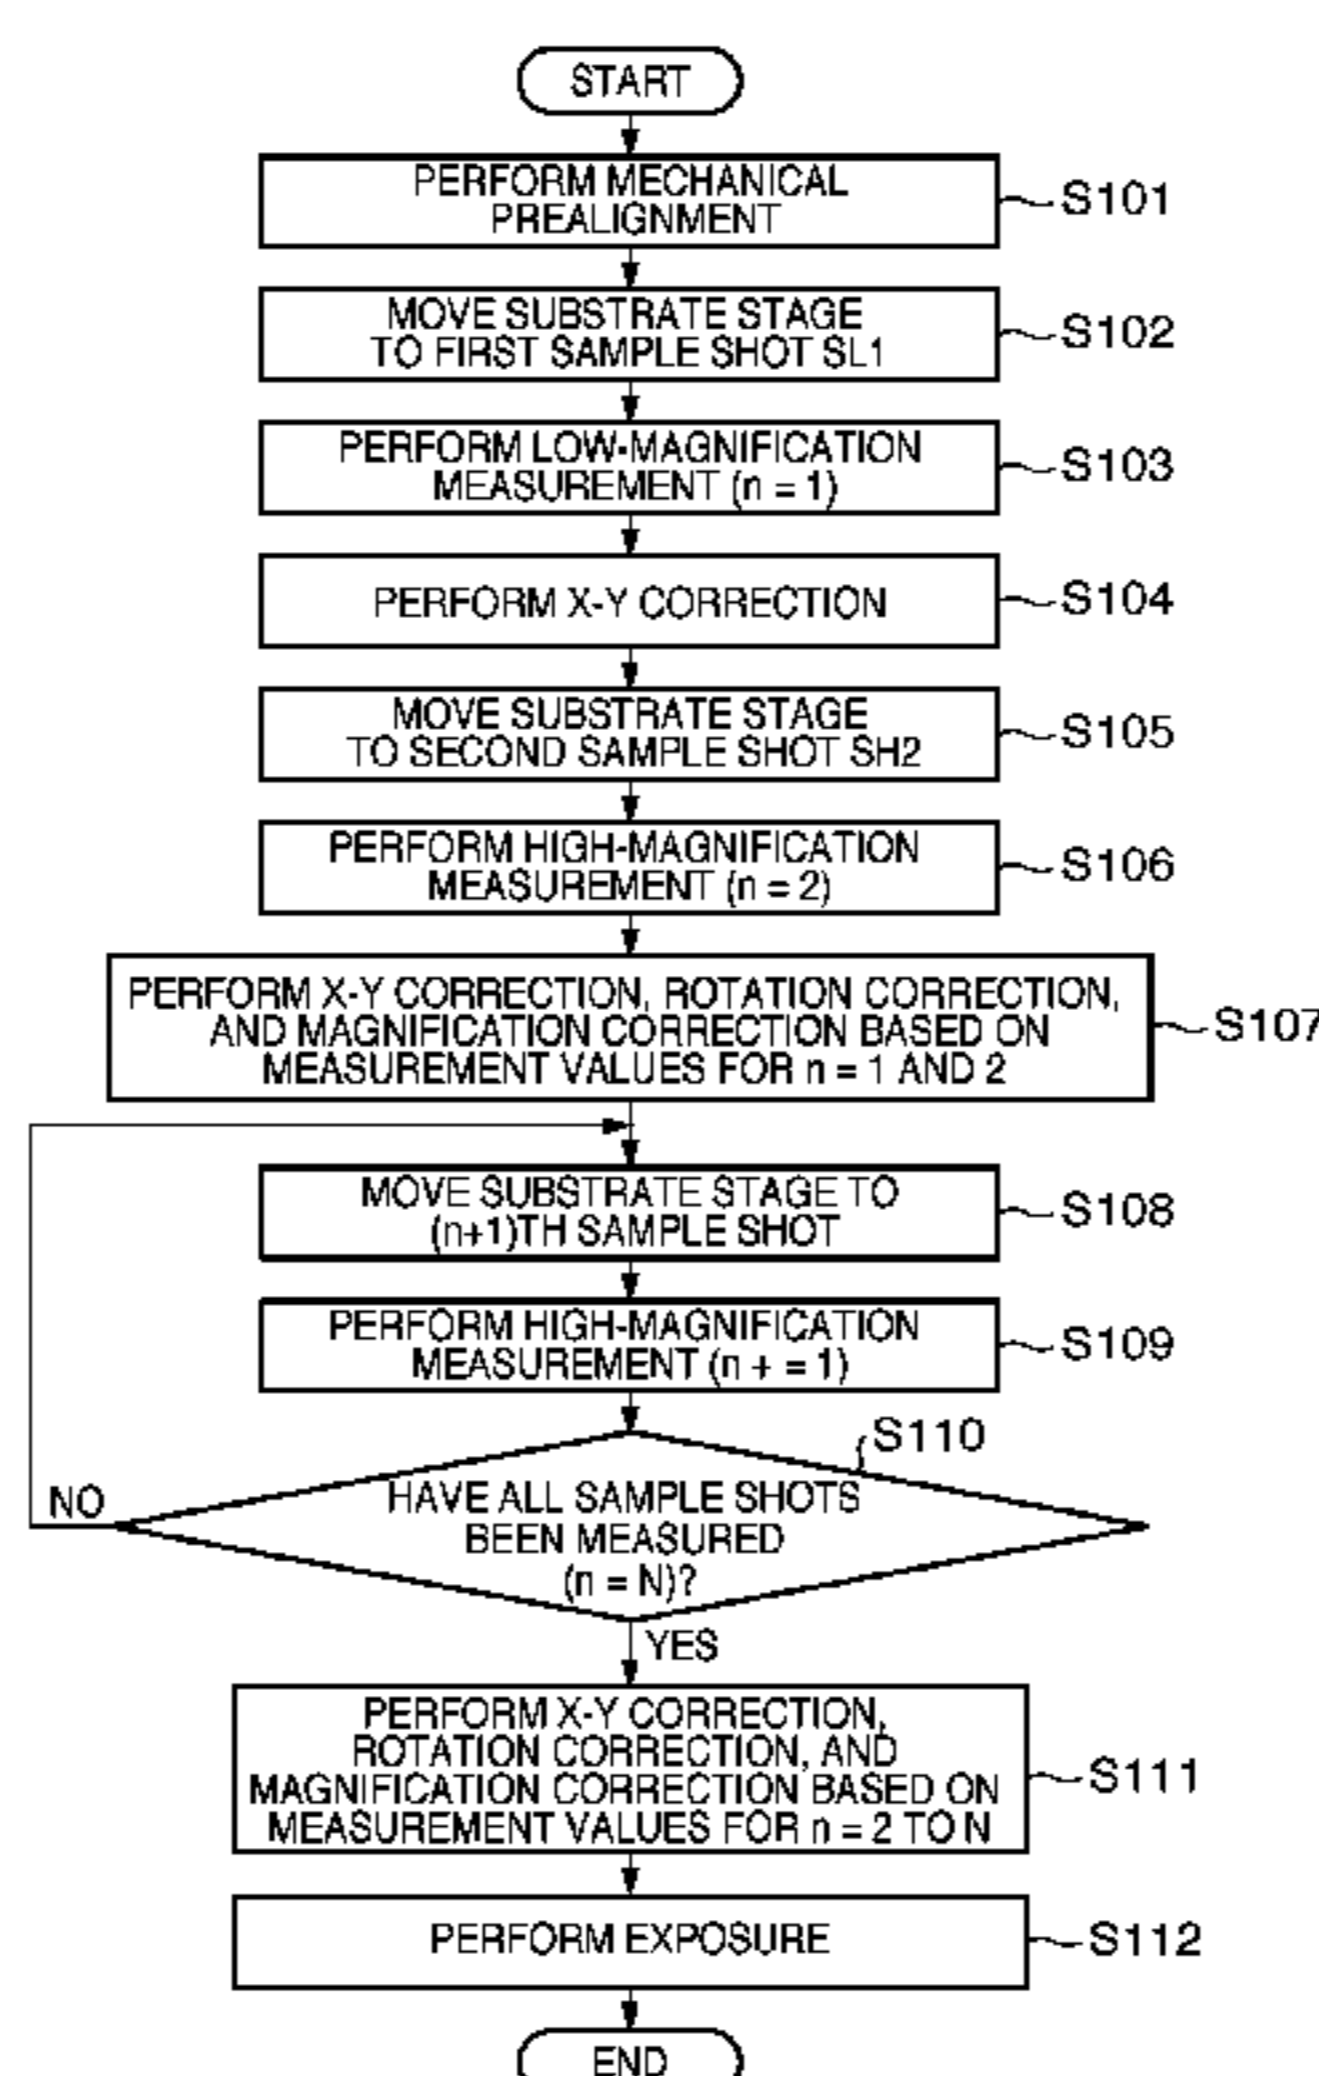 START
PERFORM MECHANICAL
PREALIGNMENT
S101
MOVE SUBSTRATE STAGE
TO FIRST SAMPLE SHOT SL1
S102
PERFORM LOW-MAGNIFICATION
MEASUREMENT (n = 1)
S103
PERFORM X-Y CORRECTION
S104
MOVE SUBSTRATE STAGE
TO SECOND SAMPLE SHOT SH2
S105
PERFORM HIGH-MAGNIFICATION
MEASUREMENT (n = 2)
S106
PERFORM X-Y CORRECTION, ROTATION CORRECTION,
AND MAGNIFICATION CORRECTION BASED ON
MEASUREMENT VALUES FOR n = 1 AND 2
S107
MOVE SUBSTRATE STAGE TO
(n+1)TH SAMPLE SHOT
S108
PERFORM HIGH-MAGNIFICATION
MEASUREMENT (n + = 1)
S109
S110
HAVE ALL SAMPLE SHOTS
BEEN MEASURED
(n = N)?
NO
YES
PERFORM X-Y CORRECTION,
ROTATION CORRECTION, AND
MAGNIFICATION CORRECTION BASED ON
MEASUREMENT VALUES FOR n = 2 TO N
S111
PERFORM EXPOSURE
S112
END